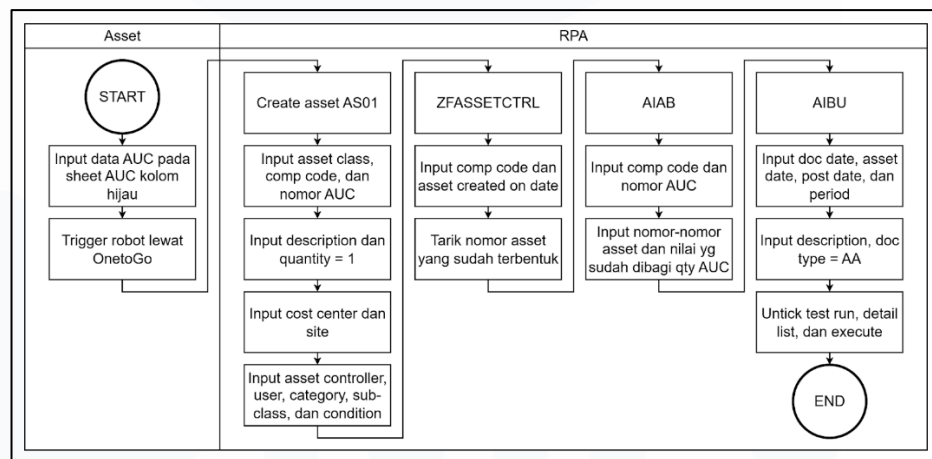 Asset
RPA
START
Input data AUC pada
sheet AUC kolom
hijau
Trigger robot lewat
OnetoGo
Create asset AS01
Input asset class,
comp code, dan
nomor AUC
Input description dan
quantity = 1
Input cost center dan
site
Input asset controller,
user, category, sub-
class, dan condition
ZFASSETCTRL
Input comp code dan
asset created on date
Tarik nomor asset
yang sudah terbentuk
AIAB
Input comp code dan
nomor AUC
Input nomor-nomor
asset dan nilai yg
sudah dibagi qty AUC
AIBU
Input doc date, asset
date, post date, dan
period
Input description, doc
type = AA
Untick test run, detail
list, dan execute
END